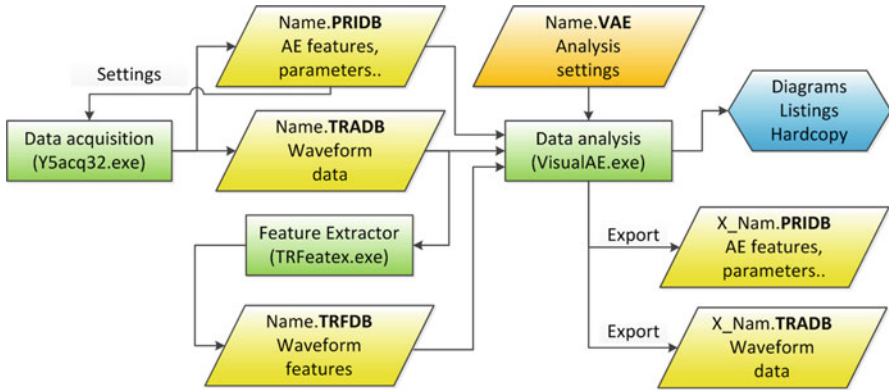 Name.PRIDB
AE features,
parameters..
Name.VAE
Analysis
settings
Settings
Diagrams
Listings
Hardcopy
Data acquisition
(Y5acq32.exe)
Name.TRADB
Waveform
data
Data analysis
(VisualAE.exe)
Feature Extractor
(TRFeatex.exe)
Export
X_Nam.PRIDB
AE features,
parameters..
Name.TRFDB
Waveform
features
Export
X_Nam.TRADB
Waveform
data